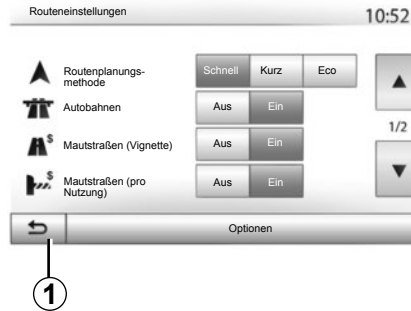 Routeneinstellungen
10:52
Routenplanungs-
methode
Schnell Kurz Eco
Autobahnen
Aus Ein
1/2
$
Mautstraßen (Vignette)
Aus Ein
$
Mautstraßen (pro
Nutzung)
Aus Ein
Optionen
1